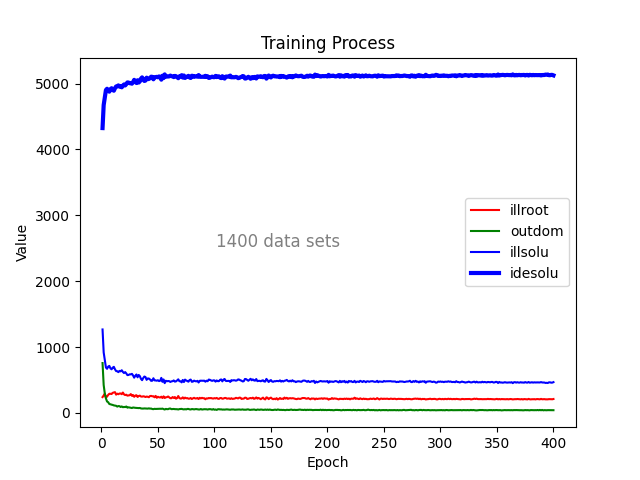 Training Process
Value
5000
4000
3000
2000
1000
0
1400 data sets
illroot
outdom
illsolu
idesolu
0 50 100 150 200 250 300 350 400
Epoch